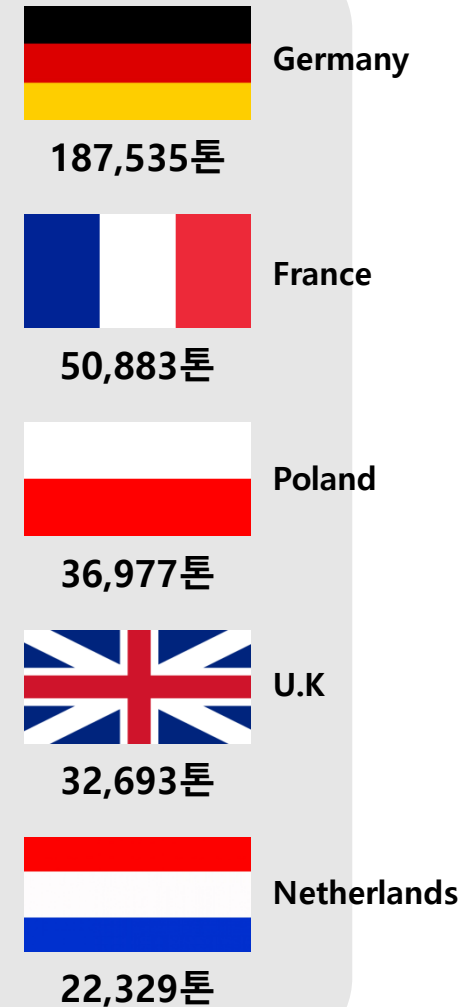 Germany
187,535톤
France
50,883톤
Poland
36,977톤
U.K
32,693톤
Netherlands
22,329톤